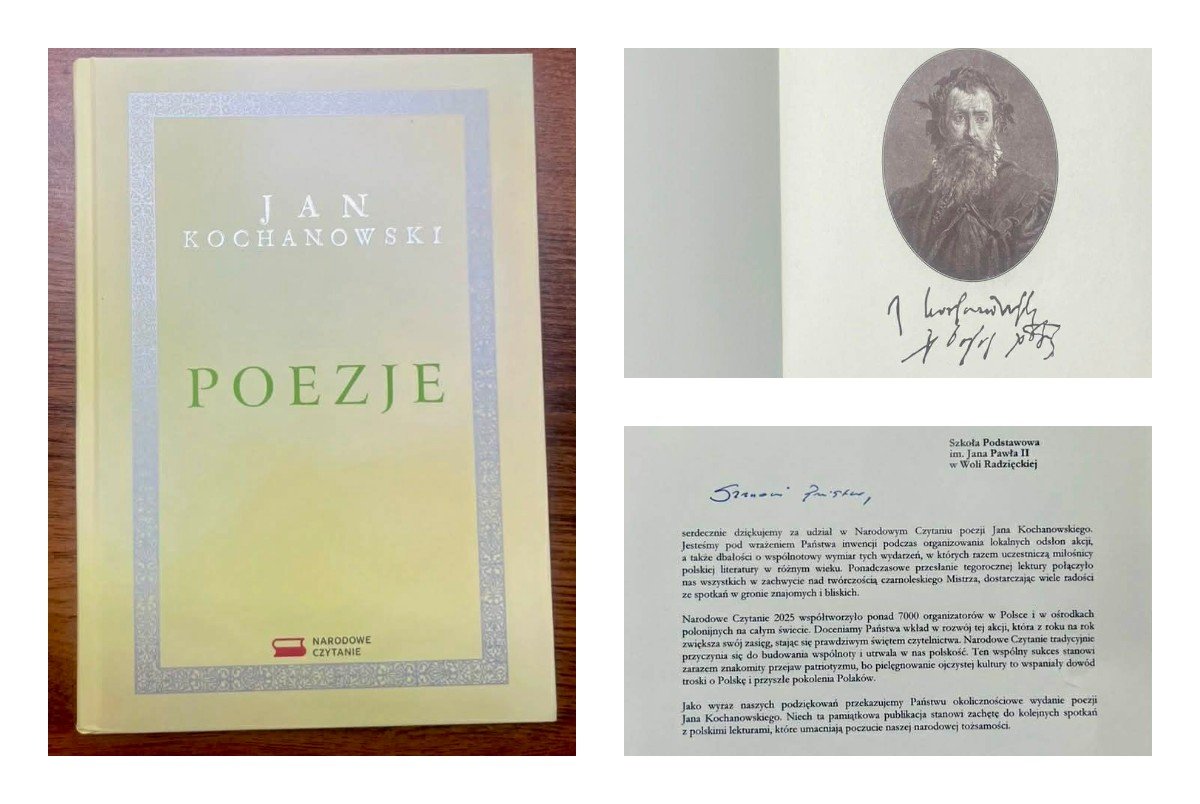 JAN
KOCHANOWSKI
POEZJE
NARODOWE
CZYTANIE
J Kochanowski
Szkoła Podstawowa
im. Jana Pawła II
w Woli Radzięckiej
Szanowni Państwo,
serdecznie dziękujemy za udział w Narodowym Czytaniu poezji Jana Kochanowskiego.
Jesteśmy pod wrażeniem Państwa inwencji podczas organizowania lokalnych odsłon akcji,
a także dbałości o wspólnotowy wymiar tych wydarzeń, w których razem uczestniczą miłośnicy
polskiej literatury w różnym wieku. Ponadczasowe przesłanie tegorocznej lektury połączyło
nas wszystkich w zachwycie nad twórczością czarnoleskiego Mistrza, dostarczając wiele radości
ze spotkań w gronie znajomych i bliskich.
Narodowe Czytanie 2025 współtworzyło ponad 7000 organizatorów w Polsce i w ośrodkach
polonijnych na całym świecie. Doceniamy Państwa wkład w rozwój tej akcji, która z roku na rok
zwiększa swój zasięg, stając się prawdziwym świętem czytelnictwa. Narodowe Czytanie tradycyjnie
przyczynia się do budowania wspólnoty i utrwala w nas polskość. Ten wspólny sukces stanowi
zarazem znakomity przejaw patriotyzmu, bo pielęgnowanie ojczystej kultury to wspaniały dowód
troski o Polskę i przyszłe pokolenia Polaków.
Jako wyraz naszych podziękowań przekazujemy Państwu okolicznościowe wydanie poezji
Jana Kochanowskiego. Niech ta pamiątkowa publikacja stanowi zachętę do kolejnych spotkań
z polskimi lekturami, które umacniają poczucie naszej narodowej tożsamości.